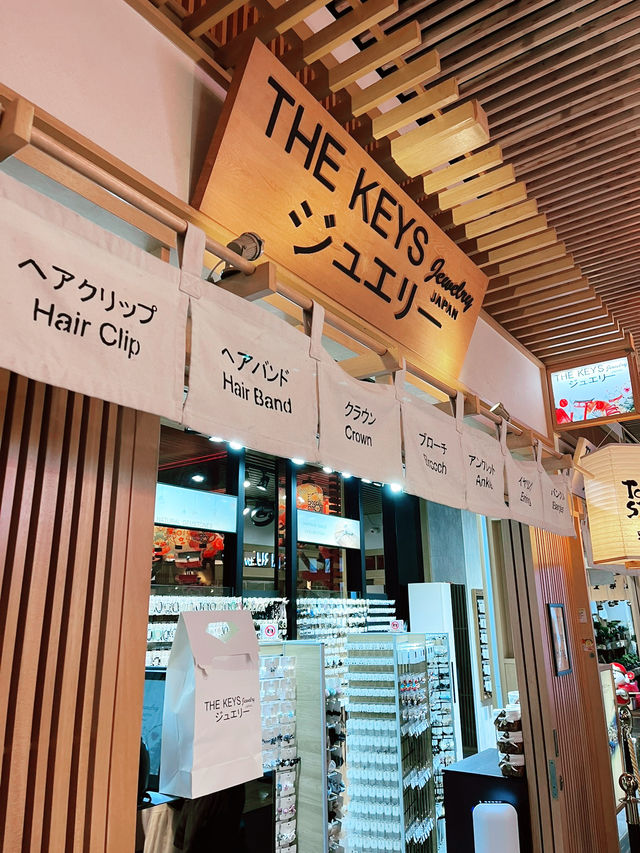 THE KEYS
Jewelry
JAPAN
ジュエリー
ヘアクリップ
Hair Clip
ヘアバンド
Hair Band
クラウン
Crown
ブローチ
Brooch
アンクレット
THE KEYS Jewelry
ジュエリー
THE KEYS Jewelry
ジュエリー